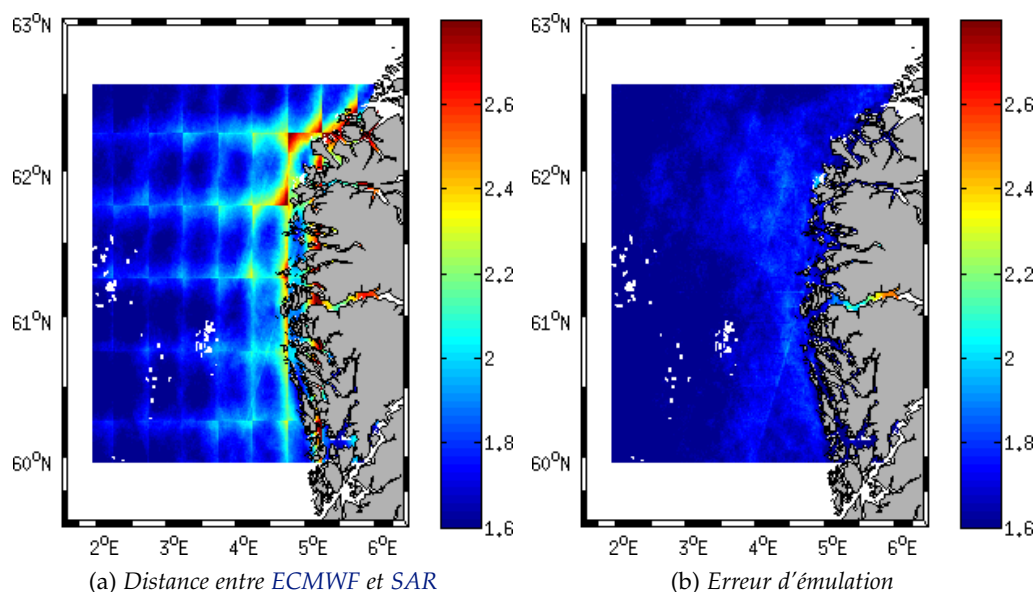 63°N
62°N
61°N
60°N
2°E 3°E 4°E 5°E 6°E
2.6
2.4
2.2
2
1.8
1.6
(a) Distance entre ECMWF et SAR
63°N
62°N
61°N
60°N
2°E 3°E 4°E 5°E 6°E
2.6
2.4
2.2
2
1.8
1.6
(b) Erreur d'émulation